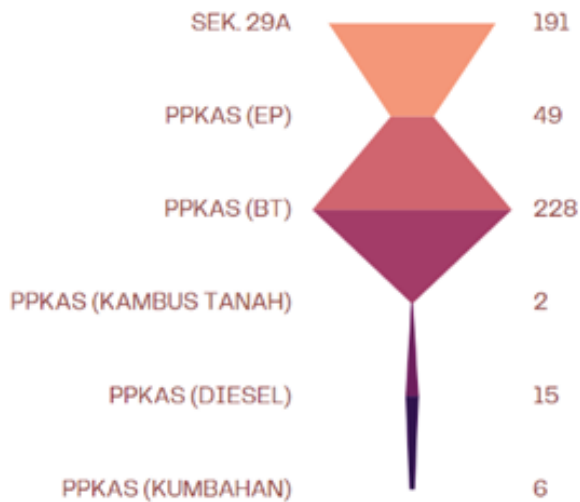 SEK. 29A 191
PPKAS (EP) 49
PPKAS (BT) 228
PPKAS (KAMBUS TANAH) 2
PPKAS (DIESEL) 15
PPKAS (KUMBAHAN) 6